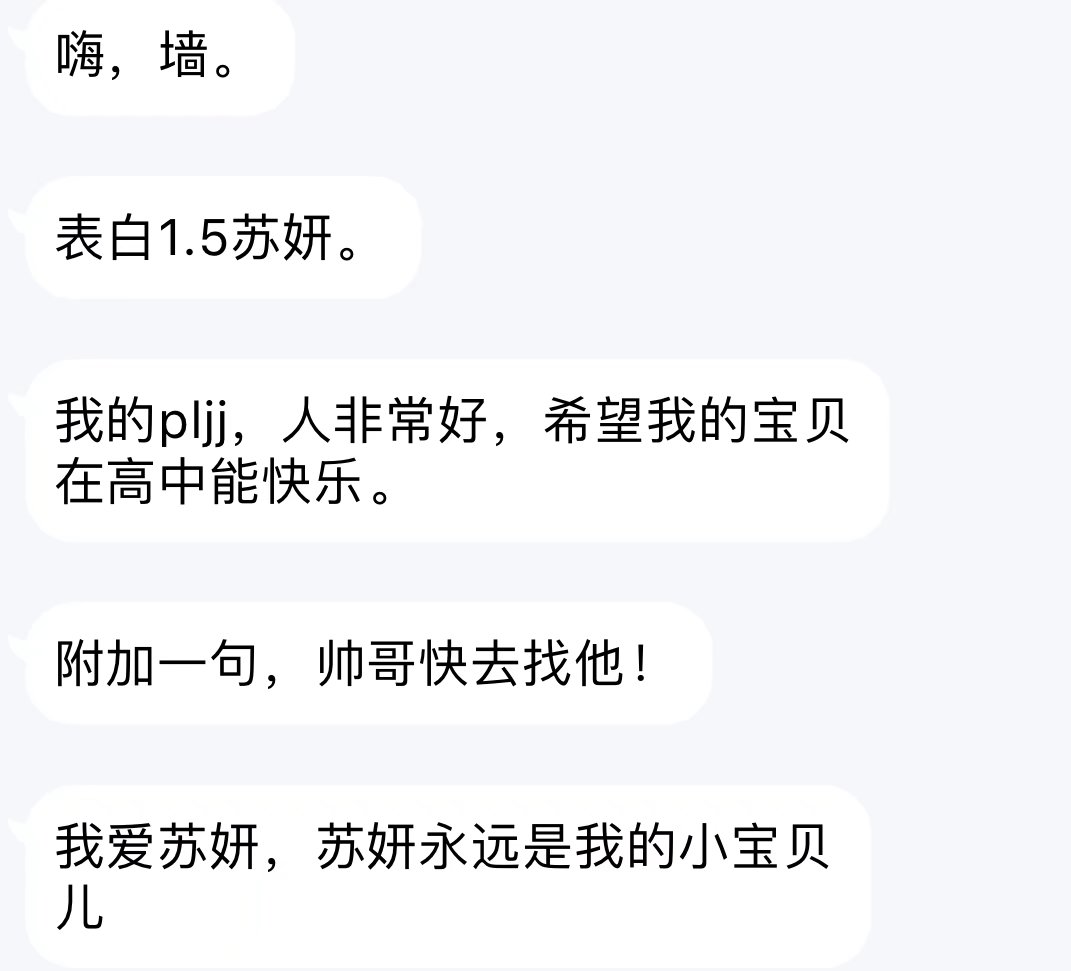 嗨，墙。
表白1.5苏妍。
我的pljj，人非常好，希望我的宝贝
在高中能快乐。
附加一句，帅哥快去找他！
我爱苏妍，苏妍永远是我的小宝贝
儿